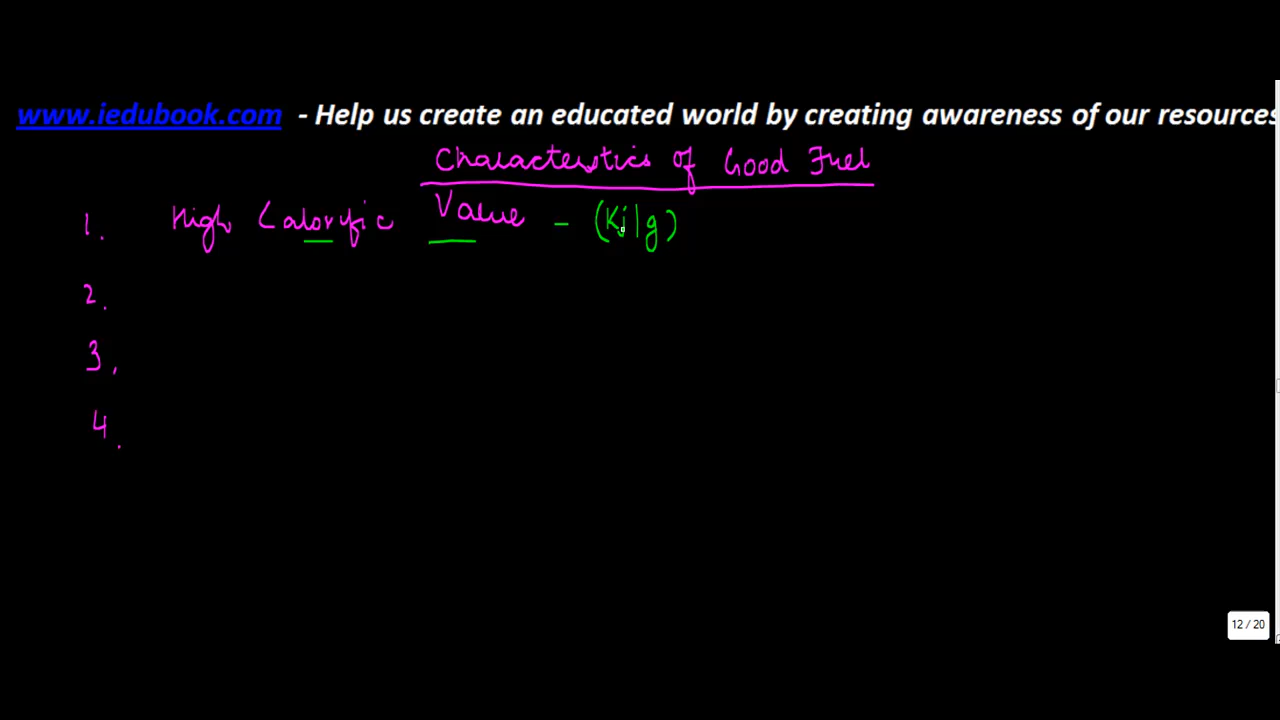 www.iedubook.com - Help us create an educated world by creating awareness of our resources
Characteristics of Good Fuel
1. High Calorific Value - (Kj/g)
2.
3.
4.
12 / 20